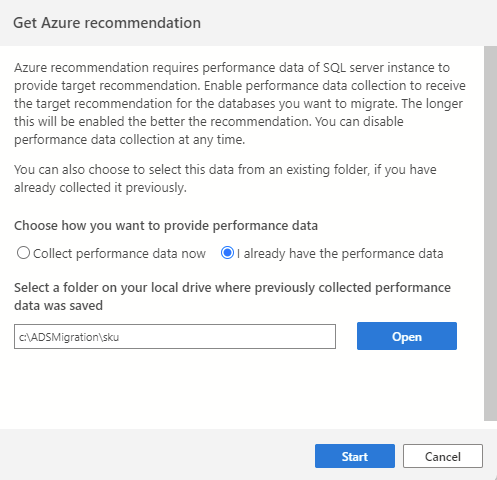 Get Azure recommendation
Azure recommendation requires performance data of SQL server instance to
provide target recommendation. Enable performance data collection to receive
the target recommendation for the databases you want to migrate. The longer
this will be enabled the better the recommendation. You can disable
performance data collection at any time.
You can also choose to select this data from an existing folder, if you have
already collected it previously.
Choose how you want to provide performance data
Collect performance data now I already have the performance data
Select a folder on your local drive where previously collected performance
data was saved
c:\ADSMigration\sku Open
Start Cancel